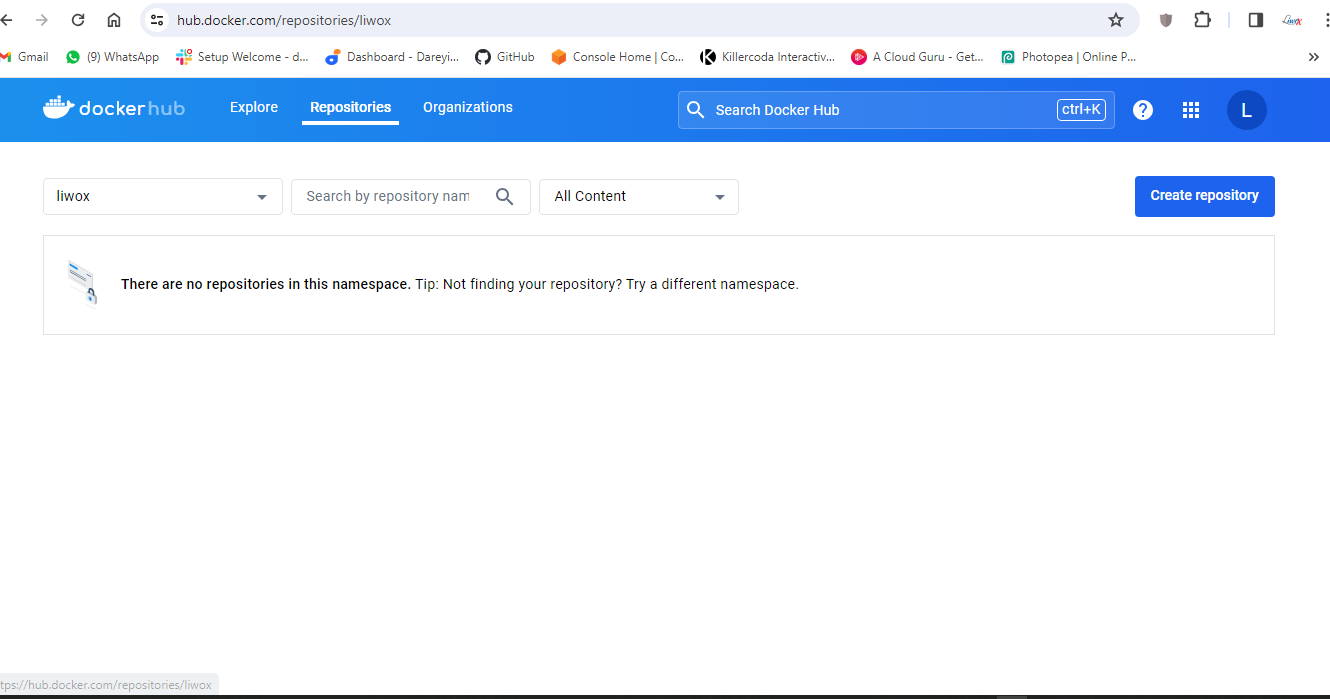 hub.docker.com/repositories/liwox
Gmail (9) WhatsApp Setup Welcome - d... Dashboard - Dareyi... GitHub Console Home | Co... Killercoda Interactiv... A Cloud Guru - Get... Photopea | Online P... »
dockerhub Explore Repositories Organizations Search Docker Hub ctrl+K ? L
liwox Search by repository nam All Content Create repository
There are no repositories in this namespace. Tip: Not finding your repository? Try a different namespace.
tps://hub.docker.com/repositories/liwox